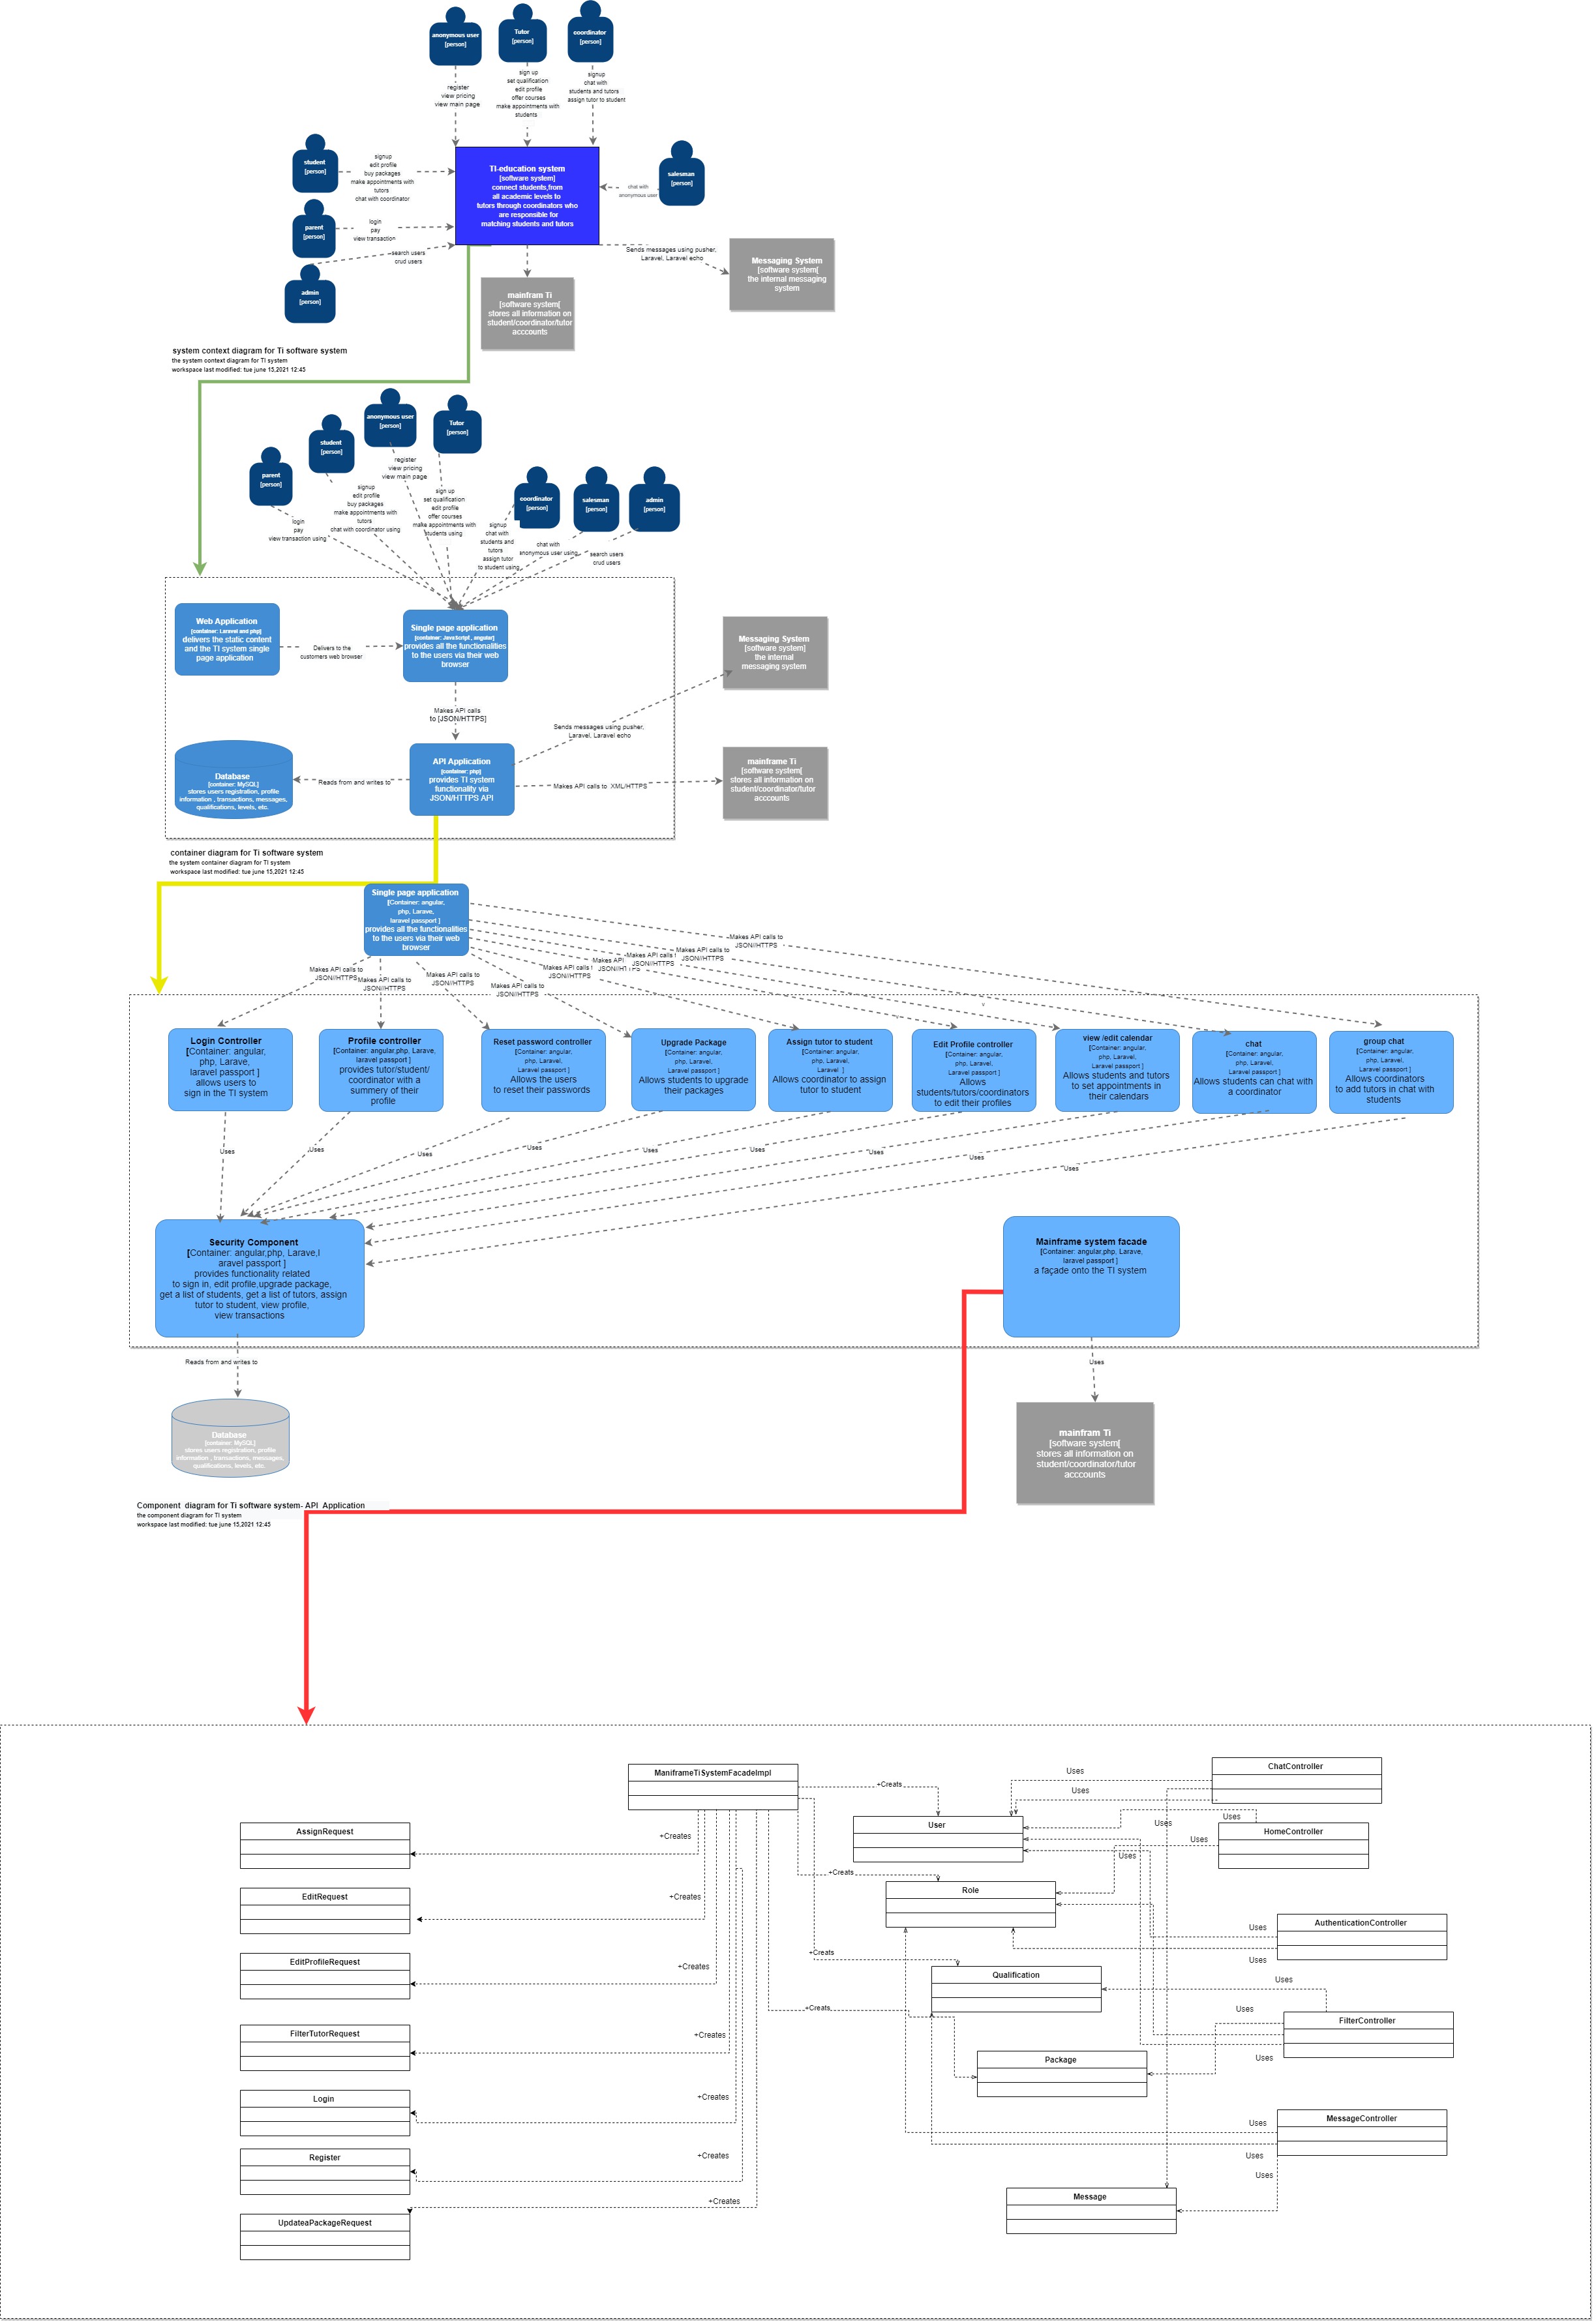 anonymous user
[person]
Tutor
[person]
coordinator
[person]
register
view pricing
view main page
sign up
set qualification
edit profile
offer courses
make appointments with
students
signup
chat with
students and tutors
assign tutor to student
student
[person]
signup
edit profile
buy packages
make appointments with
tutors
chat with coordinator
TI-education system
[software system]
connect students,from
all academic levels to
tutors through coordinators who
are responsible for
matching students and tutors
chat with
anonymous user
salesman
[person]
parent
[person]
login
pay
view transaction
search users
crud users
admin
[person]
Sends messages using pusher,
Laravel, Laravel echo
Messaging System
[software system[
the internal messaging
system
mainfram Ti
[software system[
stores all information on
student/coordinator/tutor
acccounts
system context diagram for Ti software system
the system context diagram for TI system
workspace last modified: tue june 15,2021 12:45
parent
[person]
student
[person]
anonymous user
[person]
Tutor
[person]
coordinator
[person]
salesman
[person]
admin
[person]
login
pay
view transaction using
signup
edit profile
buy packages
make appointments with
tutors
chat with coordinator using
register
view pricing
view main page
sign up
set qualification
edit profile
offer courses
make appointments with
students using
signup
chat with
students and
tutors
assign tutor
to student using
chat with
anonymous user using
search users
crud users
Web Application
[container: Laravel and php]
delivers the static content
and the TI system single
page application
Delivers to the
customers web browser
Single page application
[container: JavaScript , angular]
provides all the functionalities
to the users via their web
browser
Messaging System
[software system]
the internal
messaging system
Makes API calls
to [JSON/HTTPS]
Sends messages using pusher,
Laravel, Laravel echo
Database
[container: MySQL]
stores users registration, profile
information , transactions, messages,
qualifications, levels, etc.
Reads from and writes to
API Application
[container: php]
provides TI system
functionality via
JSON/HTTPS API
Makes API calls to XML/HTTPS
mainframe Ti
[software system[
stores all information on
student/coordinator/tutor
acccounts
container diagram for Ti software system
the system container diagram for TI system
workspace last modified: tue june 15,2021 12:45
Single page application
[Container: angular,
php, Larave,
laravel passport ]
provides all the functionalities
to the users via their web
browser
Makes API calls to
JSON//HTTPS
Makes API calls to
JSON//HTTPS
Makes API calls to
JSON//HTTPS
Makes API calls to
JSON//HTTPS
Makes API calls t
JSON//HTTPS
Makes API
Makes API calls t
JSON//HTTPS
Makes API calls to
JSON//HTTPS
Makes API calls to
JSON//HTTPS
Login Controller
[Container: angular,
php, Larave,
laravel passport ]
allows users to
sign in the TI system
Profile controller
[Container: angular,php, Larave,
laravel passport ]
provides tutor/student/
coordinator with a
summery of their
profile
Reset password controller
[Container: angular,
php, Laravel,
Laravel passport ]
Allows the users
to reset their passwords
Upgrade Package
[Container: angular,
php, Laravel,
Laravel passport ]
Allows students to upgrade
their packages
Assign tutor to student
[Container: angular,
php, Laravel,
Laravel ]
Allows coordinator to assign
tutor to student
Edit Profile controller
[Container: angular,
php, Laravel,
Laravel passport ]
Allows
students/tutors/coordinators
to edit their profiles
view /edit calendar
[Container: angular,
php, Laravel,
Laravel passport ]
Allows students and tutors
to set appointments in
their calendars
chat
[Container: angular,
php, Laravel,
Laravel passport ]
Allows students can chat with
a coordinator
group chat
[Container: angular,
php, Laravel,
Laravel passport ]
Allows coordinators
to add tutors in chat with
students
Uses
Uses
Uses
Uses
Uses
Uses
Uses
Uses
Uses
Security Component
[Container: angular,php, Larave,l
aravel passport ]
provides functionality related
to sign in, edit profile,upgrade package,
get a list of students, get a list of tutors, assign
tutor to student, view profile,
view transactions
Mainframe system facade
[Container: angular,php, Larave,
laravel passport ]
a façade onto the TI system
Reads from and writes to
Uses
Database
[container: MySQL]
stores users registration, profile
information , transactions, messages,
qualifications, levels, etc.
mainfram Ti
[software system[
stores all information on
student/coordinator/tutor
acccounts
Component diagram for Ti software system- API Application
the component diagram for TI system
workspace last modified: tue june 15,2021 12:45
ManiframeTiSystemFacadeImpl
+Creats
Uses
ChatController
Uses
AssignRequest
+Creates
User
Uses
Uses
HomeController
Uses
Uses
+Creats
Role
EditRequest
+Creates
Uses
AuthenticationController
+Creats
Uses
EditProfileRequest
+Creates
Qualification
Uses
+Creats
Uses
FilterController
FilterTutorRequest
+Creates
Package
Uses
Login
+Creates
Uses
MessageController
Register
+Creates
Uses
Uses
Message
+Creates
UpdateaPackageRequest